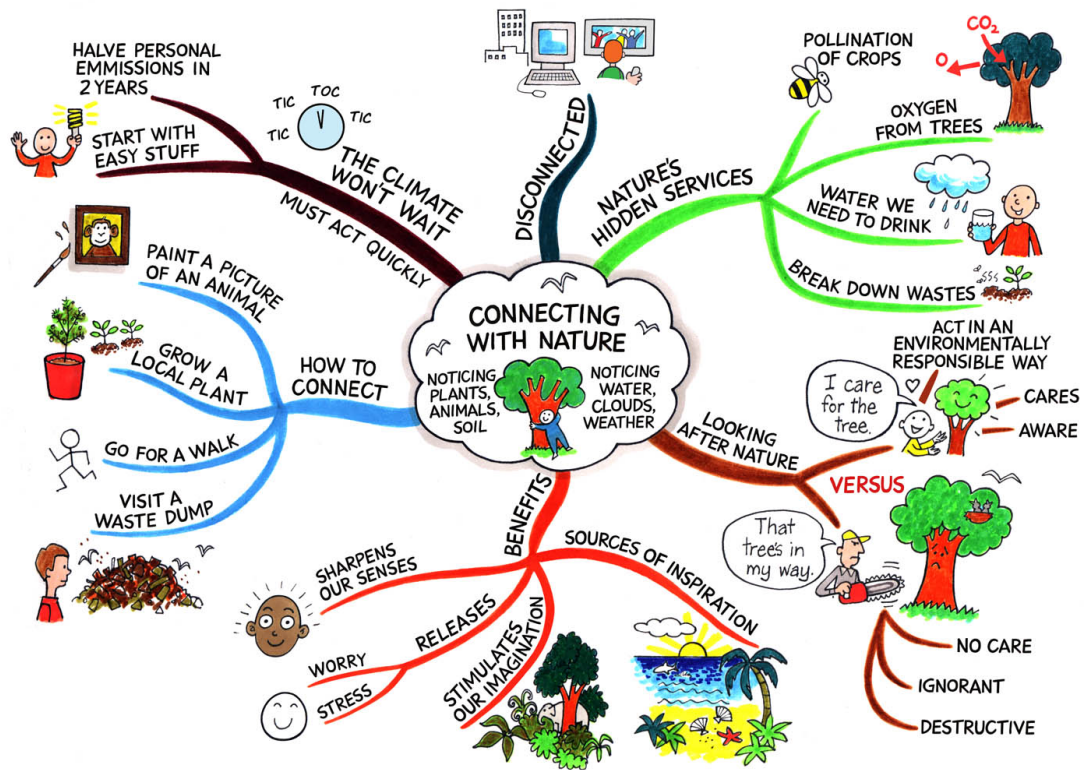 CONNECTING
WITH NATURE
NOTICING
PLANTS,
ANIMALS,
SOIL
NOTICING
WATER,
CLOUDS,
WEATHER
DISCONNECTED
NATURE'S
HIDDEN SERVICES
POLLINATION
OF CROPS
CO₂
O
OXYGEN
FROM TREES
WATER WE
NEED TO DRINK
BREAK DOWN WASTES
LOOKING
AFTER NATURE
ACT IN AN
ENVIRONMENTALLY
RESPONSIBLE WAY
I care
for the
tree.
CARES
AWARE
VERSUS
That
tree's in
my way.
NO CARE
IGNORANT
DESTRUCTIVE
BENEFITS
SOURCES OF INSPIRATION
STIMULATES
OUR IMAGINATION
RELEASES
WORRY
STRESS
SHARPENS
OUR SENSES
HOW TO
CONNECT
PAINT A PICTURE
OF AN ANIMAL
GROW A
LOCAL PLANT
GO FOR A WALK
VISIT A
WASTE DUMP
THE CLIMATE
WON'T WAIT
MUST ACT QUICKLY
TIC
TIC
TOC
TIC
HALVE PERSONAL
EMMISSIONS IN
2 YEARS
START WITH
EASY STUFF